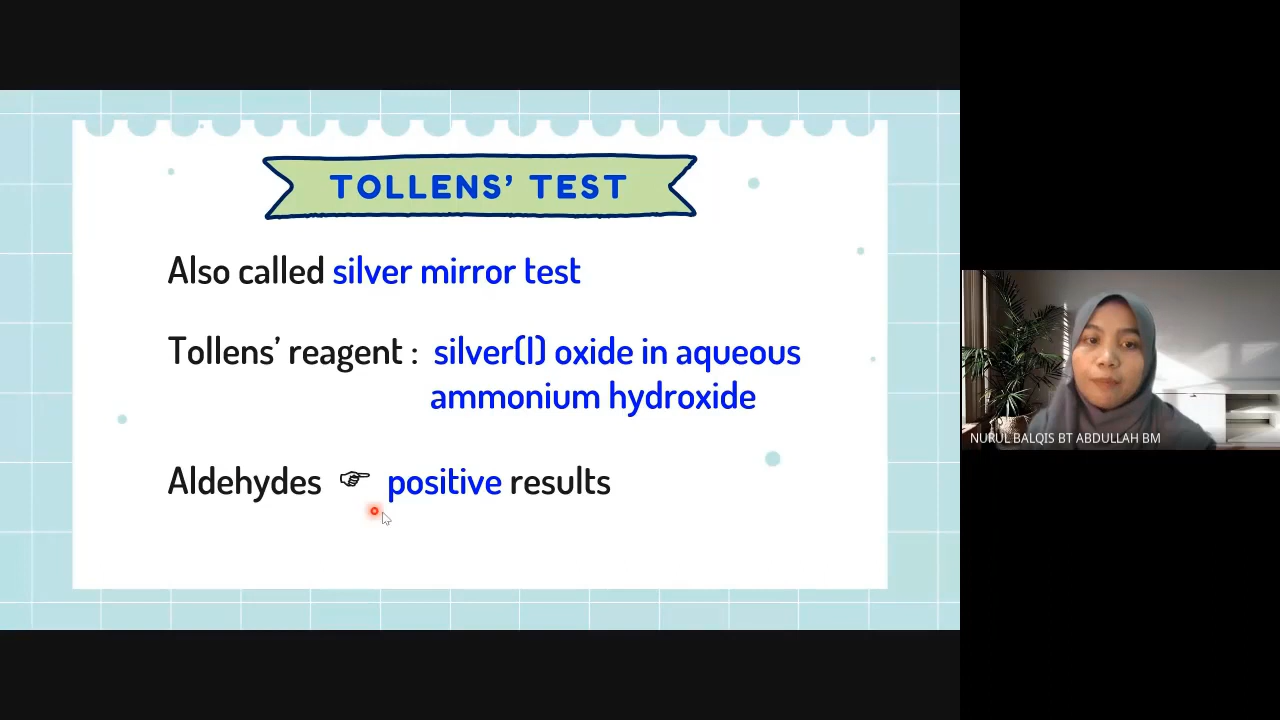 TOLLENS’ TEST
Also called silver mirror test
Tollens’ reagent : silver(I) oxide in aqueous
ammonium hydroxide
Aldehydes ☞ positive results
NURUL BALQIS BT ABDULLAH BM